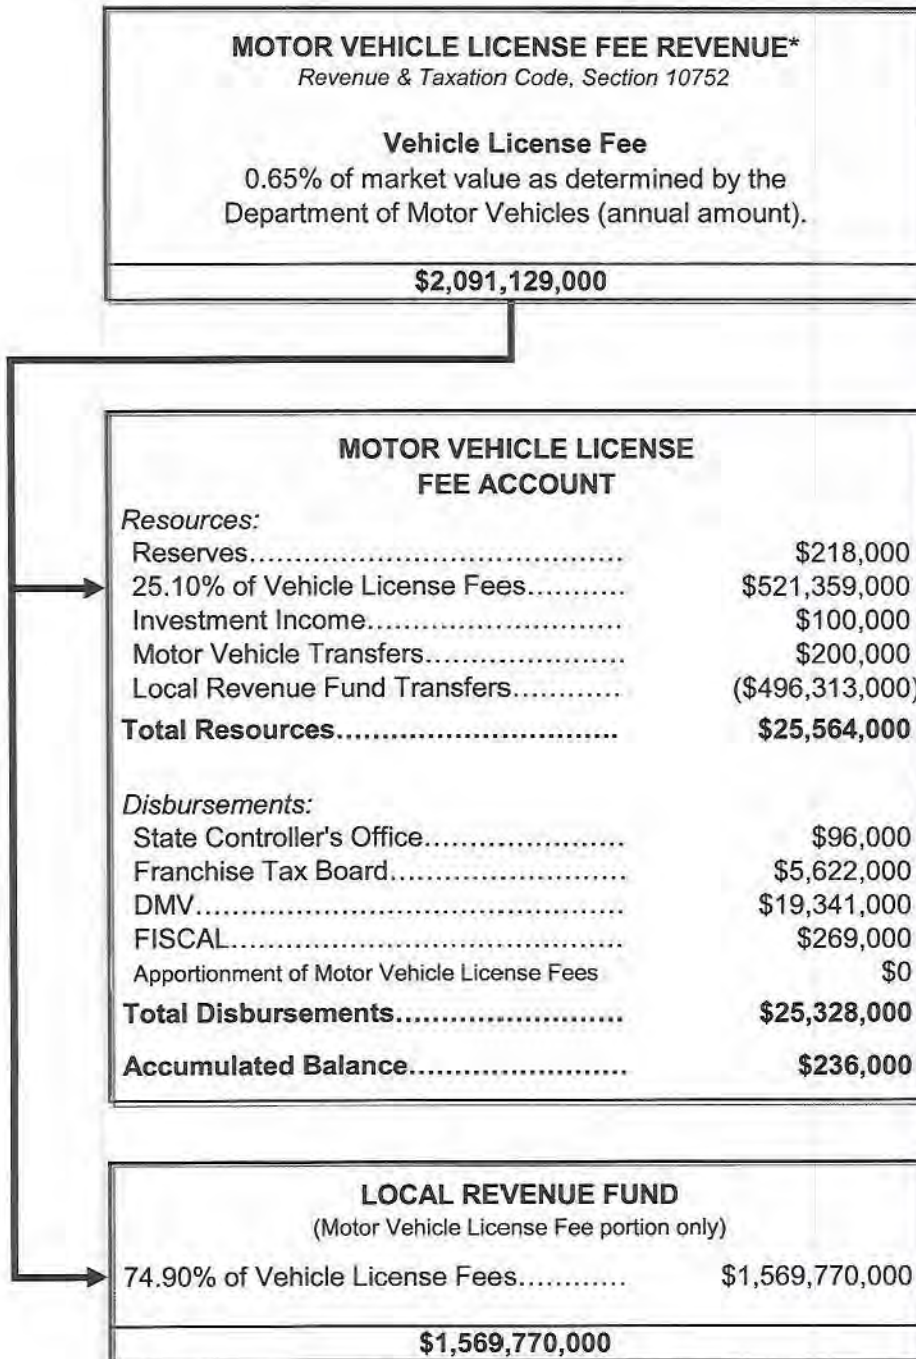 MOTOR VEHICLE LICENSE FEE REVENUE*
Revenue & Taxation Code, Section 10752
Vehicle License Fee
0.65% of market value as determined by the
Department of Motor Vehicles (annual amount).
$2,091,129,000
MOTOR VEHICLE LICENSE
FEE ACCOUNT
Resources:
Reserves........................................ $218,000
25.10% of Vehicle License Fees........... $521,359,000
Investment Income............................ $100,000
Motor Vehicle Transfers...................... $200,000
Local Revenue Fund Transfers............ ($496,313,000)
Total Resources............................... $25,564,000
Disbursements:
State Controller's Office...................... $96,000
Franchise Tax Board.......................... $5,622,000
DMV............................................... $19,341,000
FISCAL........................................... $269,000
Apportionment of Motor Vehicle License Fees $0
Total Disbursements......................... $25,328,000
Accumulated Balance........................ $236,000
LOCAL REVENUE FUND
(Motor Vehicle License Fee portion only)
74.90% of Vehicle License Fees............ $1,569,770,000
$1,569,770,000